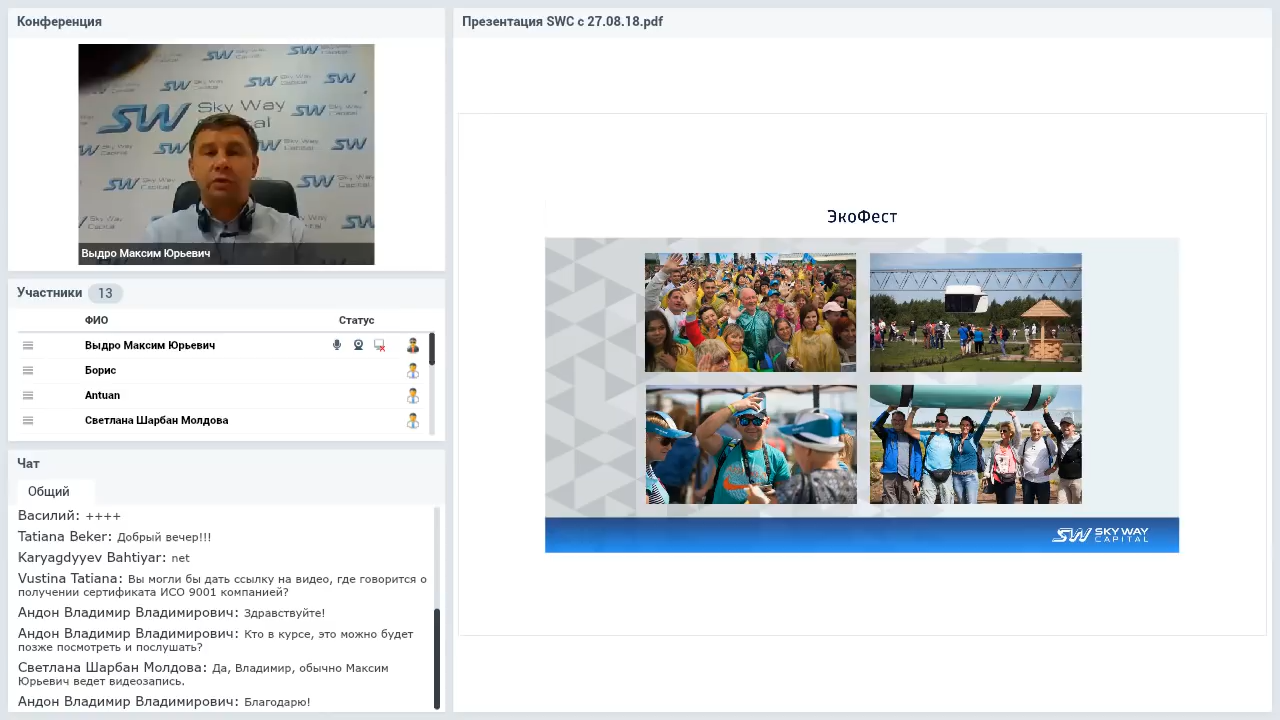 Конференция
Sky Way
Capital
SW
Выдро Максим Юрьевич
Участники 13
ФИО Статус
Выдро Максим Юрьевич
Борис
Antuan
Светлана Шарбан Молдова
Чат
Общий
Василий: ++++
Tatiana Beker: Добрый вечер!!!
Karyagdyyev Bahtiyar: net
Vustina Tatiana: Вы могли бы дать ссылку на видео, где говорится о
получении сертификата ИСО 9001 компанией?
Андон Владимир Владимирович: Здравствуйте!
Андон Владимир Владимирович: Кто в курсе, это можно будет
позже посмотреть и послушать?
Светлана Шарбан Молдова: Да, Владимир, обычно Максим
Юрьевич ведет видеозапись.
Андон Владимир Владимирович: Благодарю!
Презентация SWC с 27.08.18.pdf
ЭкоФест
SW SKY WAY
CAPITAL